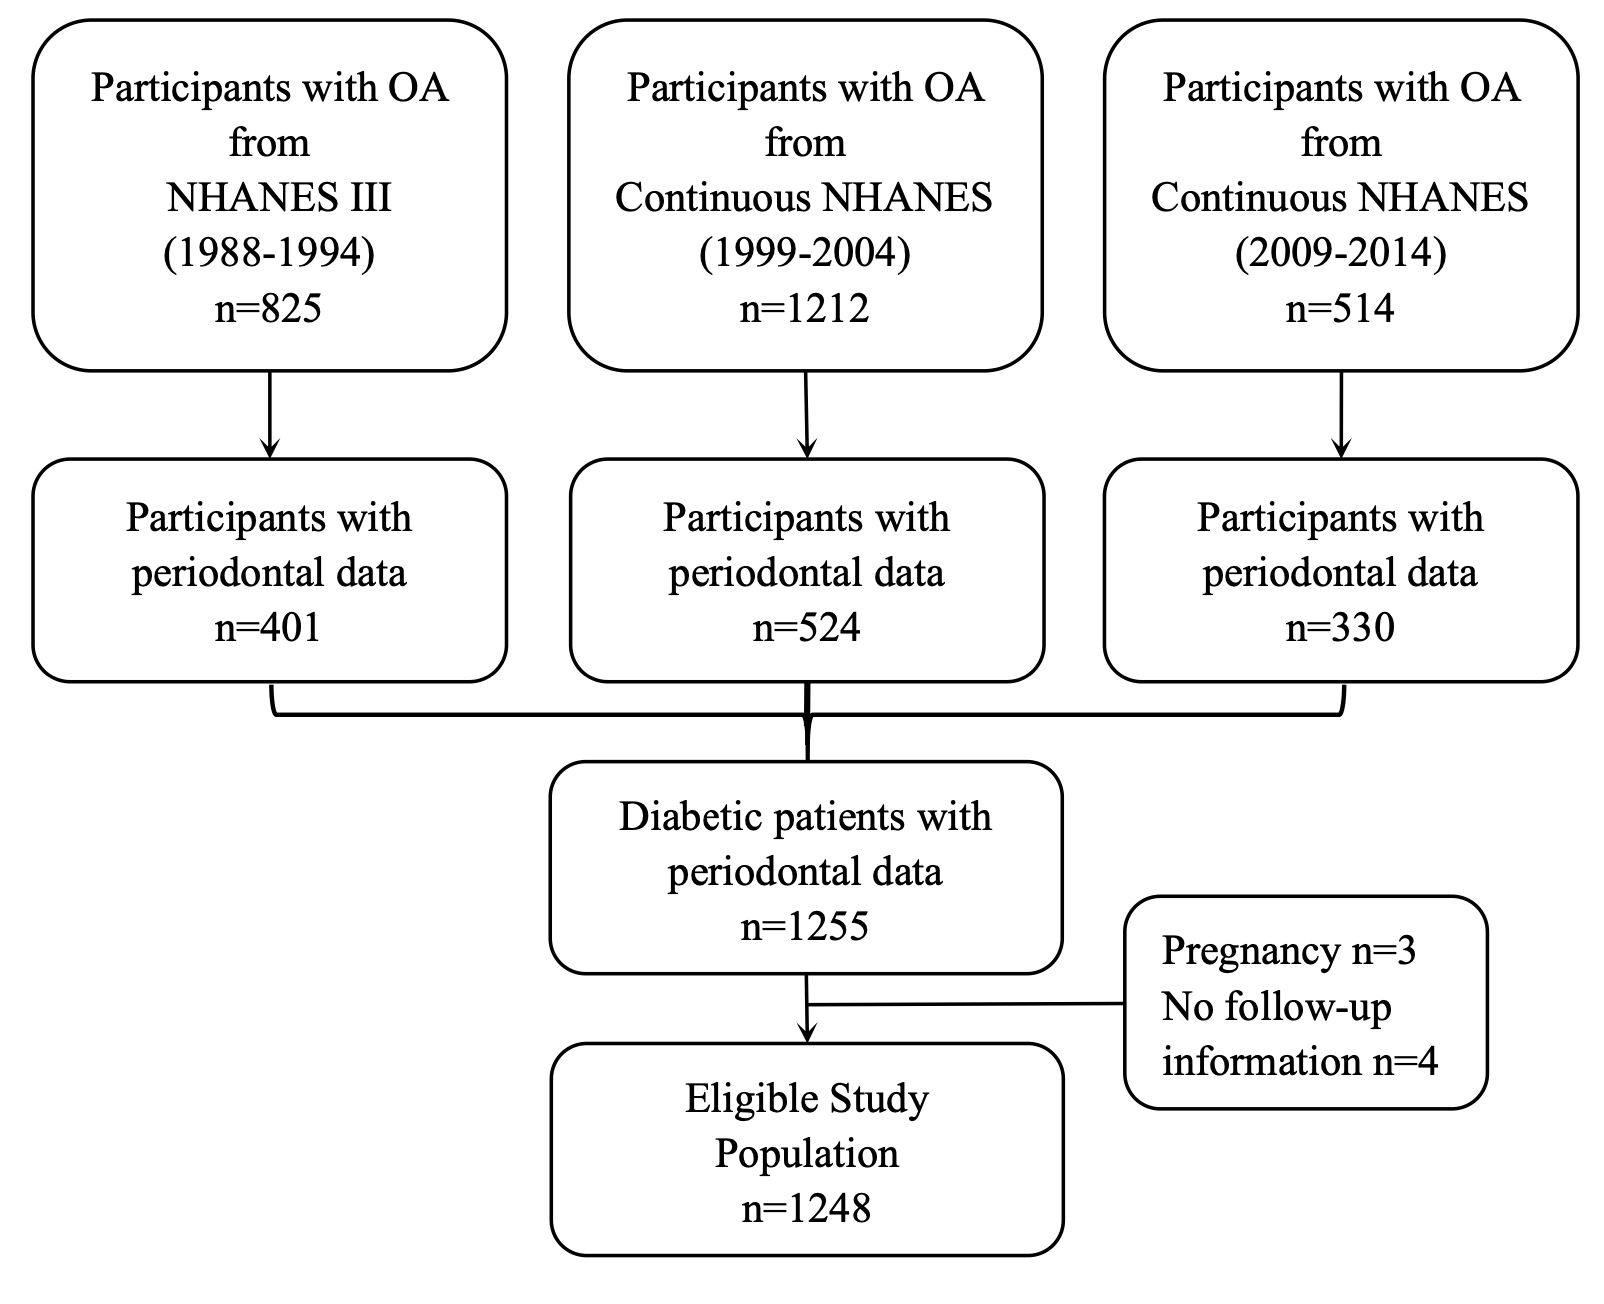 Participants with OA
from
NHANES III
(1988-1994)
n=825
Participants with OA
from
Continuous NHANES
(1999-2004)
n=1212
Participants with OA
from
Continuous NHANES
(2009-2014)
n=514
Participants with
periodontal data
n=401
Participants with
periodontal data
n=524
Participants with
periodontal data
n=330
Diabetic patients with
periodontal data
n=1255
Pregnancy n=3
No follow-up
information n=4
Eligible Study
Population
n=1248